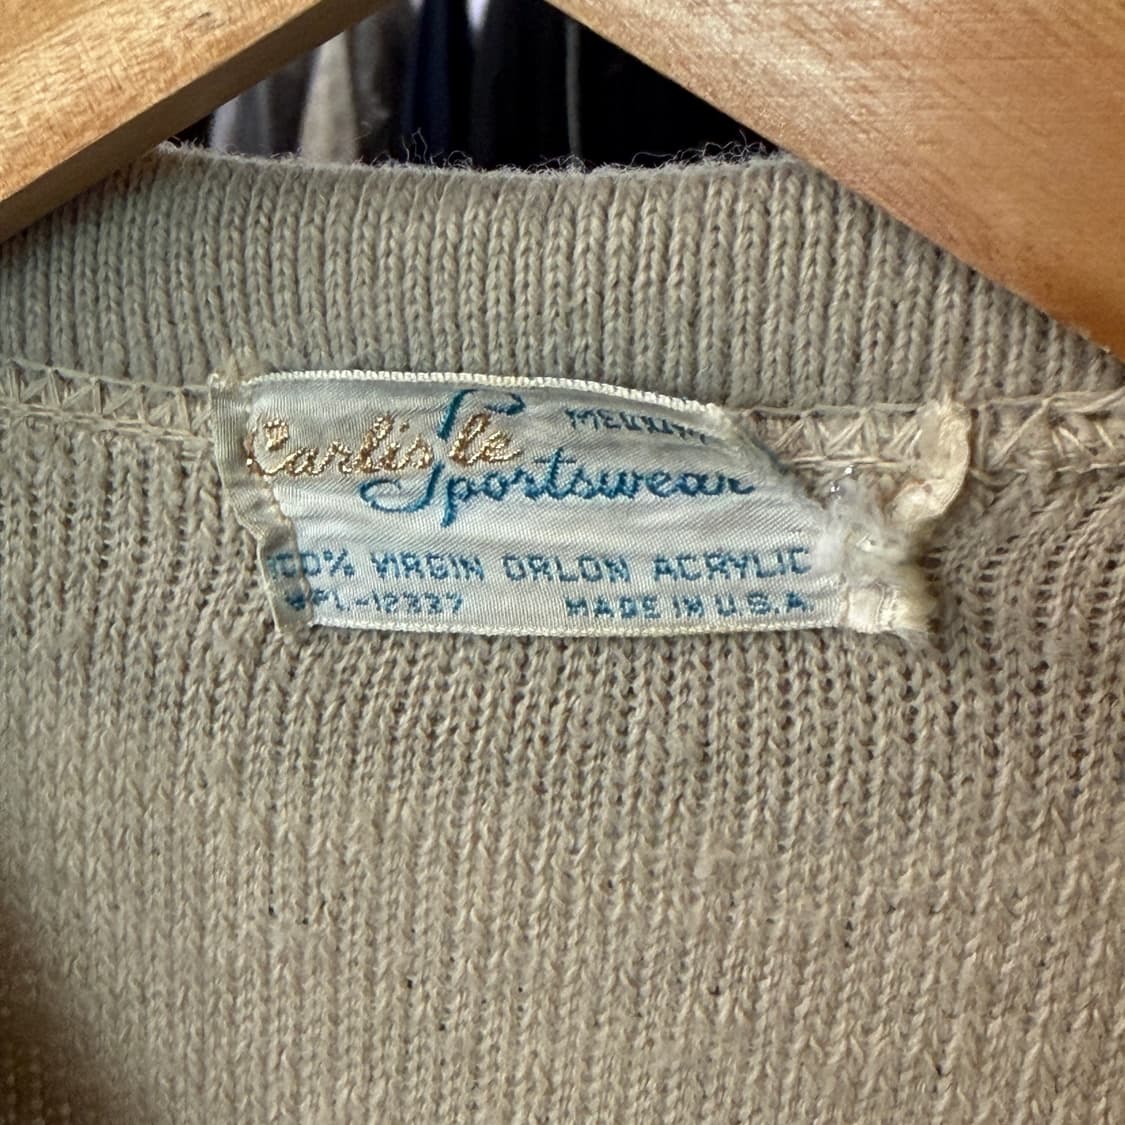 Carlisle MEDIUM
Sportswear
100% VIRGIN ORLON ACRYLIC
WPL-12337 MADE IN U.S.A.